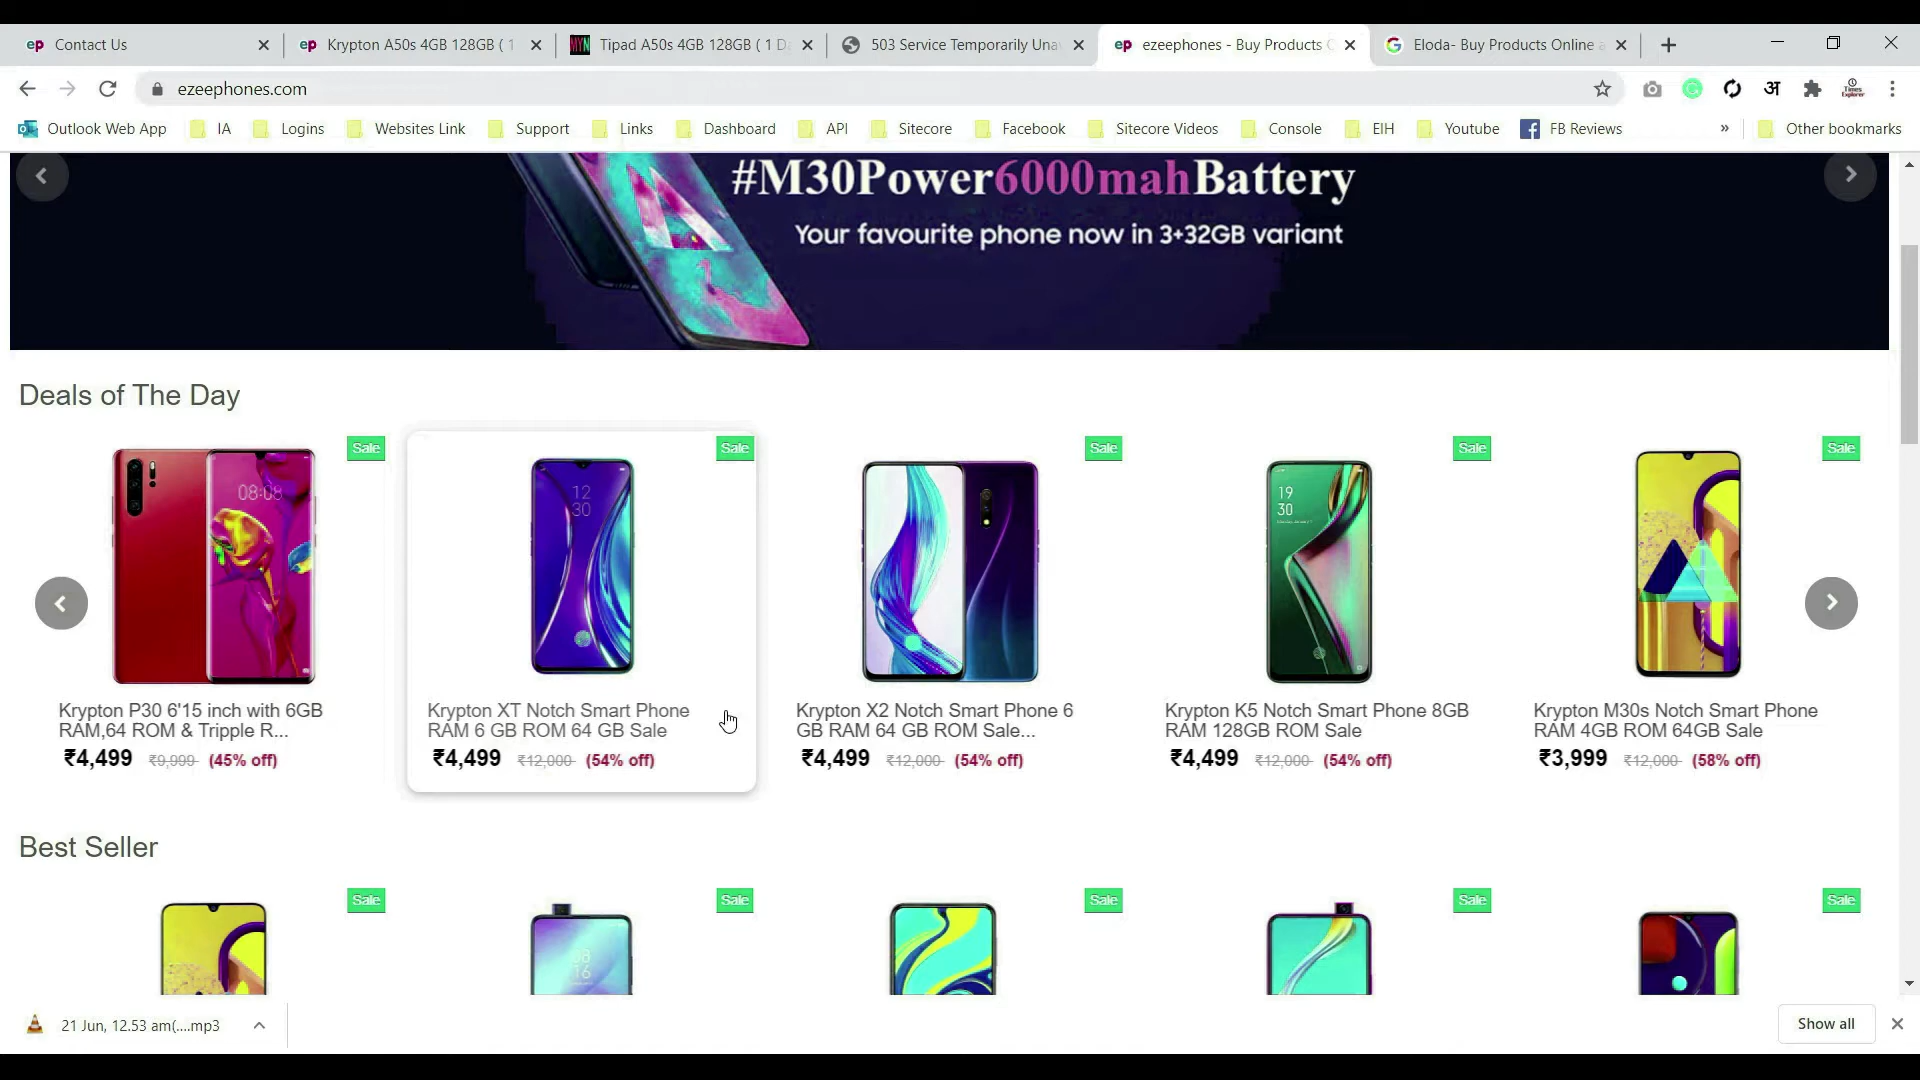 Contact Us
Krypton A50s 4GB 128GB ( 1
Tipad A50s 4GB 128GB ( 1 D
503 Service Temporarily Una
ezeephones - Buy Products O
Eloda- Buy Products Online a
ezeephones.com
Outlook Web App
IA
Logins
Websites Link
Support
Links
Dashboard
API
Sitecore
Facebook
Sitecore Videos
Console
EIH
Youtube
FB Reviews
»
Other bookmarks
#M30Power6000mahBattery
Your favourite phone now in 3+32GB variant
Deals of The Day
Sale
Sale
Sale
Sale
Sale
08:08
12
30
19
30
Krypton P30 6'15 inch with 6GB
RAM,64 ROM & Tripple R...
₹4,499 ₹9,999 (45% off)
Krypton XT Notch Smart Phone
RAM 6 GB ROM 64 GB Sale
₹4,499 ₹12,000 (54% off)
Krypton X2 Notch Smart Phone 6
GB RAM 64 GB ROM Sale...
₹4,499 ₹12,000 (54% off)
Krypton K5 Notch Smart Phone 8GB
RAM 128GB ROM Sale
₹4,499 ₹12,000 (54% off)
Krypton M30s Notch Smart Phone
RAM 4GB ROM 64GB Sale
₹3,999 ₹12,000 (58% off)
Best Seller
Sale
Sale
Sale
Sale
Sale
08
16
21 Jun, 12.53 am(....mp3
Show all